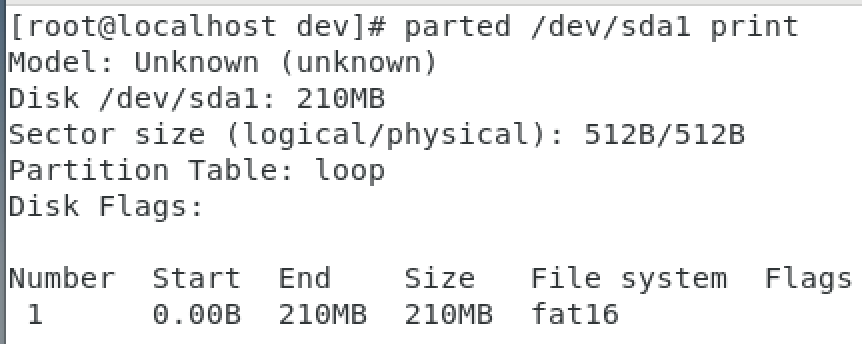 [root@localhost dev]# parted /dev/sda1 print
Model: Unknown (unknown)
Disk /dev/sda1: 210MB
Sector size (logical/physical): 512B/512B
Partition Table: loop
Disk Flags:

Number  Start  End    Size   File system  Flags
 1      0.00B  210MB  210MB  fat16